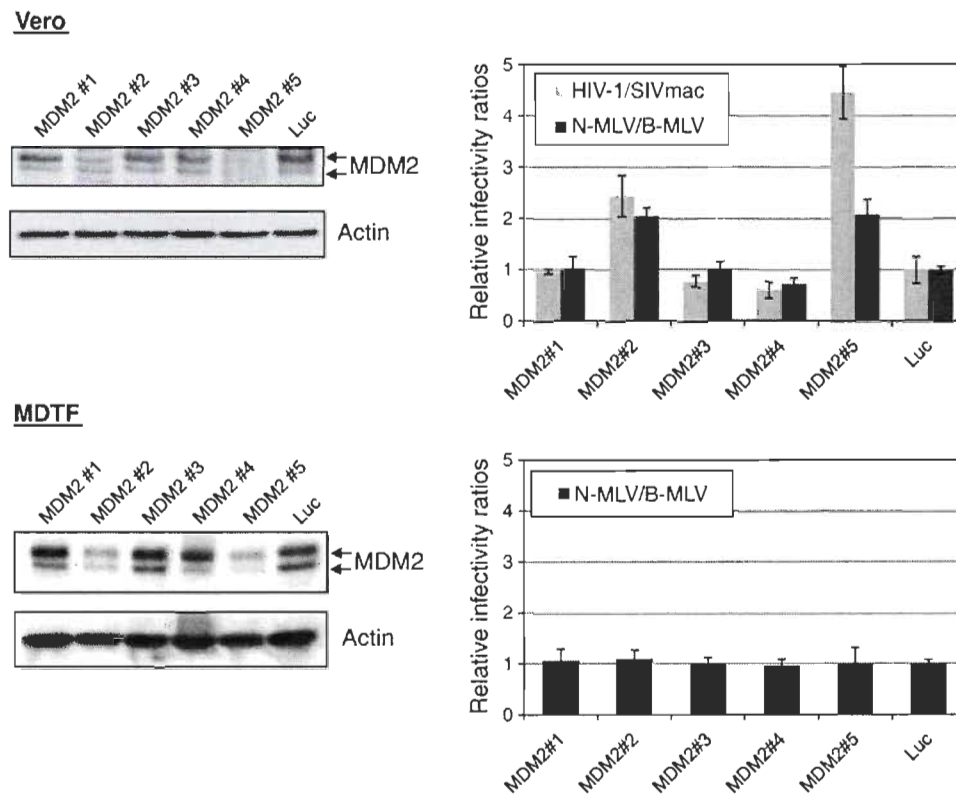 Vero
MDM2 #1
MDM2 #2
MDM2 #3
MDM2 #4
MDM2 #5
Luc
MDM2
Actin
Relative infectivity ratios
5
4
3
2
1
0
HIV-1/SIVmac
N-MLV/B-MLV
MDM2#1
MDM2#2
MDM2#3
MDM2#4
MDM2#5
Luc
MDTF
MDM2 #1
MDM2 #2
MDM2 #3
MDM2 #4
MDM2 #5
Luc
MDM2
Actin
Relative infectivity ratios
5
4
3
2
1
0
N-MLV/B-MLV
MDM2#1
MDM2#2
MDM2#3
MDM2#4
MDM2#5
Luc